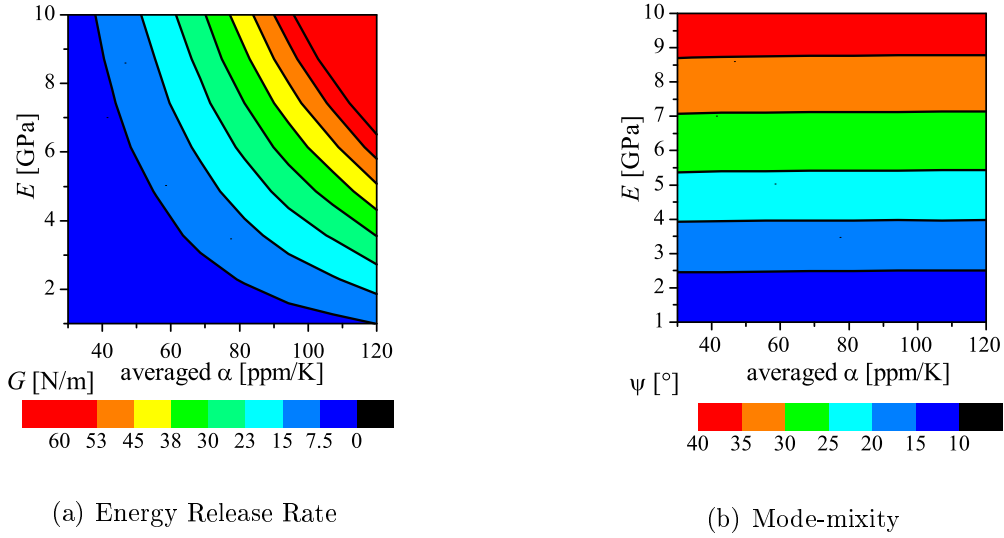 10
8
6
4
2
E [GPa]
40 60 80 100 120
averaged α [ppm/K]
G [N/m]
60 53 45 38 30 23 15 7.5 0
(a) Energy Release Rate
10
9
8
7
6
5
4
3
2
1
E [GPa]
40 60 80 100 120
averaged α [ppm/K]
ψ [°]
40 35 30 25 20 15 10
(b) Mode-mixity